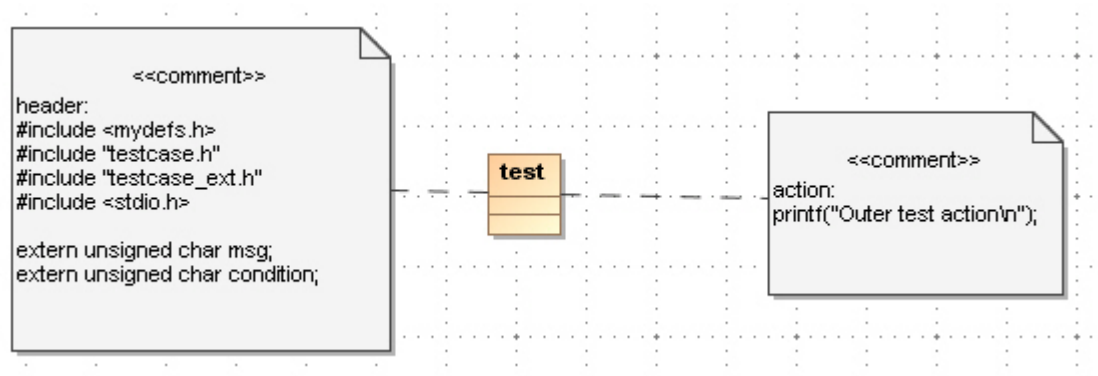 <<comment>>
header:
#include <mydefs.h>
#include "testcase.h"
#include "testcase_ext.h"
#include <stdio.h>
extern unsigned char msg;
extern unsigned char condition;
test
<<comment>>
action:
printf("Outer test action\n");